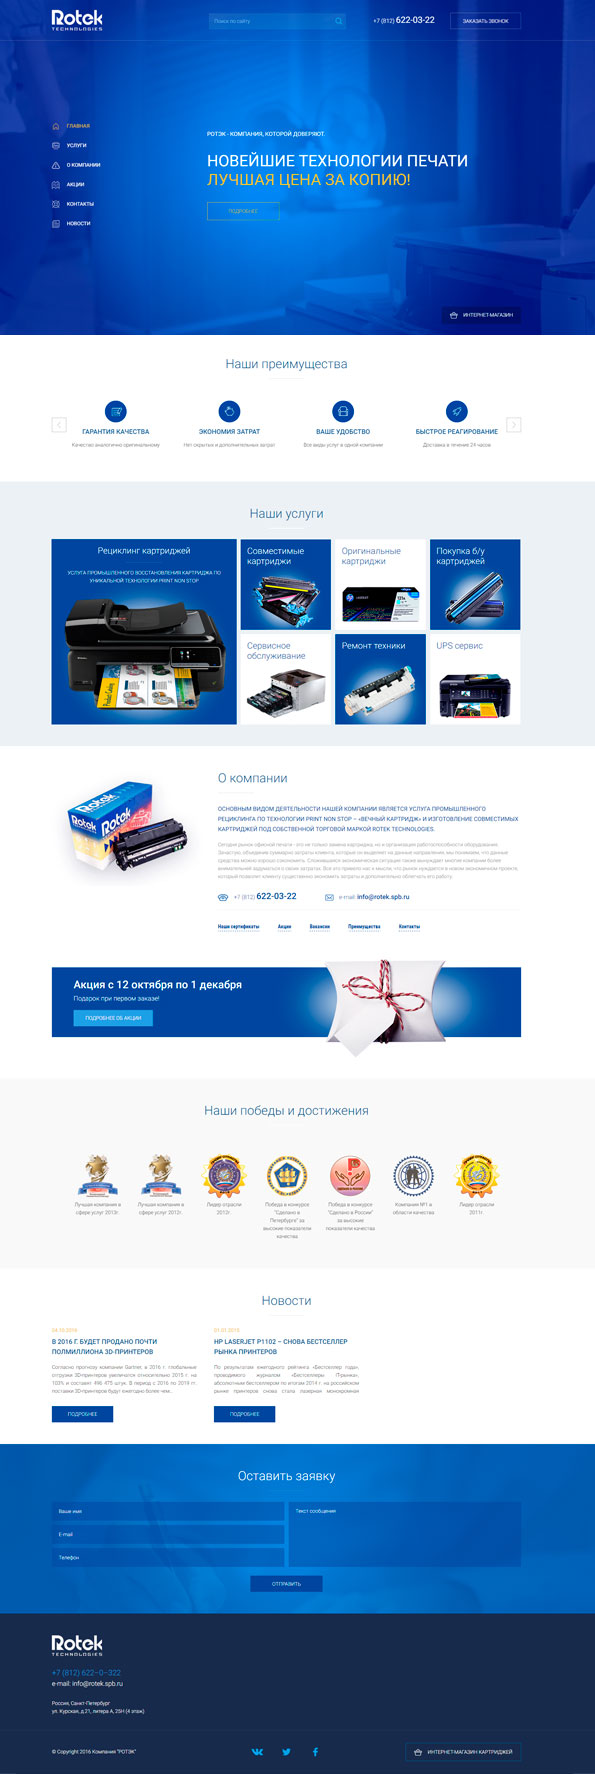 Rotek
TECHNOLOGIES
Поиск по сайту
+7 (812) 622-03-22
ЗАКАЗАТЬ ЗВОНОК
ГЛАВНАЯ
УСЛУГИ
О КОМПАНИИ
АКЦИИ
КОНТАКТЫ
НОВОСТИ
РОТЭК - КОМПАНИЯ, КОТОРОЙ ДОВЕРЯЮТ.
НОВЕЙШИЕ ТЕХНОЛОГИИ ПЕЧАТИ
ЛУЧШАЯ ЦЕНА ЗА КОПИЮ!
ПОДРОБНЕЕ
ИНТЕРНЕТ-МАГАЗИН
Наши преимущества
ГАРАНТИЯ КАЧЕСТВА
Качество аналогично оригинальному
ЭКОНОМИЯ ЗАТРАТ
Нет скрытых и дополнительных затрат
ВАШЕ УДОБСТВО
Все виды услуг в одной компании
БЫСТРОЕ РЕАГИРОВАНИЕ
Доставка в течение 24 часов
Наши услуги
Рециклинг картриджей
УСЛУГА ПРОМЫШЛЕННОГО ВОССТАНОВЛЕНИЯ КАРТРИДЖА ПО
УНИКАЛЬНОЙ ТЕХНОЛОГИИ PRINT NON STOP
Совместимые
картриджи
Оригинальные
картриджи
Покупка б/у
картриджей
Сервисное
обслуживание
Ремонт техники
UPS сервис
О компании
ОСНОВНЫМ ВИДОМ ДЕЯТЕЛЬНОСТИ НАШЕЙ КОМПАНИИ ЯВЛЯЕТСЯ УСЛУГА ПРОМЫШЛЕННОГО
РЕЦИКЛИНГА ПО ТЕХНОЛОГИИ PRINT NON STOP – «ВЕЧНЫЙ КАРТРИДЖ» И ИЗГОТОВЛЕНИЕ СОВМЕСТИМЫХ
КАРТРИДЖЕЙ ПОД СОБСТВЕННОЙ ТОРГОВОЙ МАРКОЙ ROTEK TECHNOLOGIES.
Сегодня рынок офисной печати - это не только замена картриджа, но и организация работоспособности оборудования.
+7 (812) 622-03-22
e-mail: info@rotek.spb.ru
Наши сертификаты
Акции
Вакансии
Преимущества
Контакты
Акция с 12 октября по 1 декабря
Подарок при первом заказе!
ПОДРОБНЕЕ ОБ АКЦИИ
Наши победы и достижения
Лучшая компания в
сфере услуг 2013г.
Лучшая компания в
сфере услуг 2012г.
Лидер отрасли
2012г
Победа в конкурсе
"Сделано в
Петербурге" за
высокие показатели
качества
Победа в конкурсе
"Сделано в России"
за высокие
показатели качества
Компания №1 в
области качества
Лидер отрасли
2011г
Новости
В 2016 Г. БУДЕТ ПРОДАНО ПОЧТИ
ПОЛМИЛЛИОНА 3D-ПРИНТЕРОВ
Согласно прогнозу компании Gartner, в 2016 г. глобальные
отгрузки 3D-принтеров увеличатся относительно 2015 г. на
103% и составят 496 475 штук. В период с 2016 по 2019 гг.
поставки 3D-принтеров будут ежегодно более чем...
ПОДРОБНЕЕ
HP LASERJET P1102 – СНОВА БЕСТСЕЛЛЕР
РЫНКА ПРИНТЕРОВ
По результатам ежегодного рейтинга «Бестселлер года»,
проводимого журналом «Бестселлеры IT-рынка»,
абсолютным бестселлером по итогам 2014 г. на российском
рынке принтеров снова стала лазерная монохромная
ПОДРОБНЕЕ
Оставить заявку
Ваше имя
E-mail
Телефон
Текст сообщения
ОТПРАВИТЬ
Rotek
TECHNOLOGIES
+7 (812) 622–0–322
e-mail: info@rotek.spb.ru
Россия, Санкт-Петербург
ул. Курская, д.21, литера А, 25Н (4 этаж)
© Copyright 2016 Компания "РОТЭК"
ИНТЕРНЕТ-МАГАЗИН КАРТРИДЖЕЙ